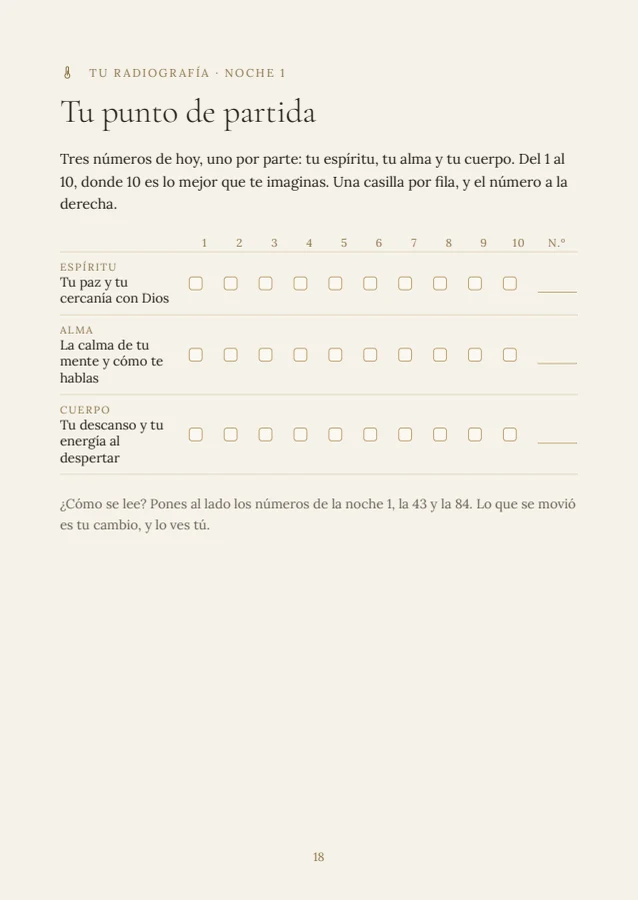 TU RADIOGRAFÍA · NOCHE 1
Tu punto de partida
Tres números de hoy, uno por parte: tu espíritu, tu alma y tu cuerpo. Del 1 al
10, donde 10 es lo mejor que te imaginas. Una casilla por fila, y el número a la
derecha.
1 2 3 4 5 6 7 8 9 10 N.º
ESPÍRITU
Tu paz y tu
cercanía con Dios
ALMA
La calma de tu
mente y cómo te
hablas
CUERPO
Tu descanso y tu
energía al
despertar
¿Cómo se lee? Pones al lado los números de la noche 1, la 43 y la 84. Lo que se movió
es tu cambio, y lo ves tú.
18